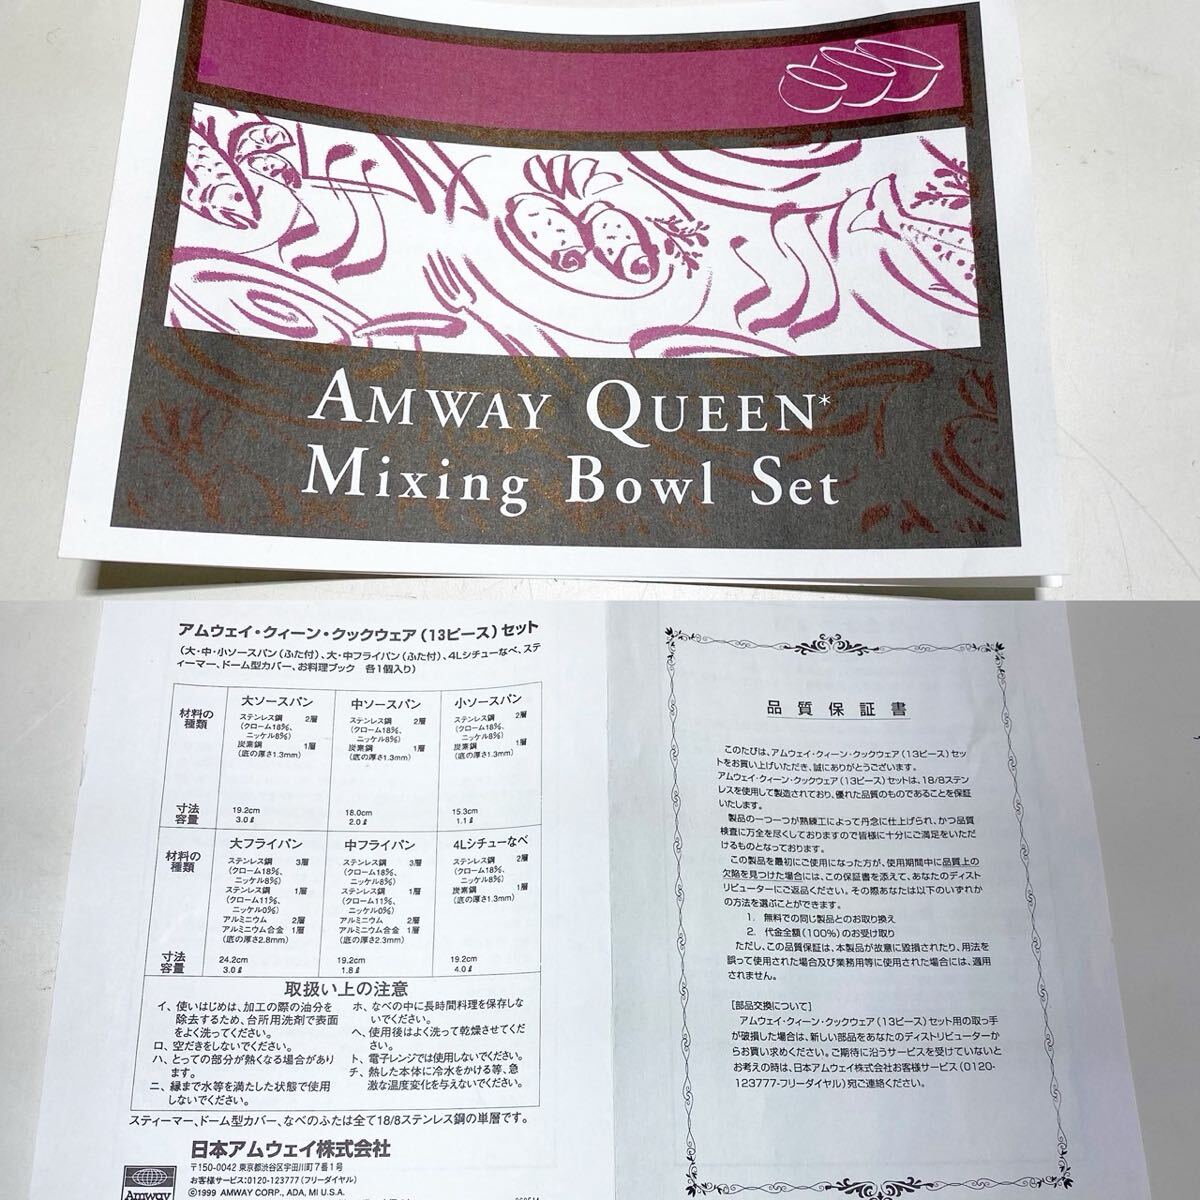 AMWAY QUEEN*
Mixing Bowl Set
アムウェイ・クィーン・クックウェア(13ピース)セット
(大・中・小ソースパン(ふた付)、大・中フライパン(ふた付)、4Lシチューなべ、スティーマー、ドーム型カバー、お料理ブック 各1個入り)
材料の種類
大ソースパン
ステンレス鋼 2層
(クローム18%、
ニッケル8%)
炭素鋼 1層
(底の厚さ1.3mm)
中ソースパン
ステンレス鋼 2層
(クローム18%、
ニッケル8%)
炭素鋼 1層
(底の厚さ1.3mm)
小ソースパン
ステンレス鋼 2層
(クローム18%、
ニッケル8%)
炭素鋼 1層
(底の厚さ1.3mm)
寸法 19.2cm 18.0cm 15.3cm
容量 3.0ℓ 2.0ℓ 1.1ℓ
材料の種類
大フライパン
ステンレス鋼 3層
(クローム18%、
ニッケル8%)
ステンレス鋼 1層
(クローム11%、
ニッケル0%)
アルミニウム 2層
アルミニウム合金 1層
(底の厚さ2.8mm)
中フライパン
ステンレス鋼 3層
(クローム18%、
ニッケル8%)
ステンレス鋼 1層
(クローム11%、
ニッケル0%)
アルミニウム 2層
アルミニウム合金 1層
(底の厚さ2.3mm)
4Lシチューなべ
ステンレス鋼 2層
(クローム18%、
ニッケル8%)
炭素鋼 1層
(底の厚さ1.3mm)
寸法 24.2cm 19.2cm 19.2cm
容量 3.0ℓ 1.8ℓ 4.0ℓ
取扱い上の注意
イ、使いはじめは、加工の際の油分を
除去するため、台所用洗剤で表面
をよく洗ってください。
ロ、空だきをしないでください。
ハ、とっての部分が熱くなる場合があり
ます。
ニ、縁まで水等を満たした状態で使用
しないでください。
ホ、なべの中に長時間料理を保存しな
いでください。
ヘ、使用後はよく洗って乾燥させてくだ
さい。
ト、電子レンジでは使用しないでください。
チ、熱した本体に冷水をかける等、急
激な温度変化を与えないでください。
スティーマー、ドーム型カバー、なべのふたは全て18/8ステンレス鋼の単層です。
Amway
日本アムウェイ株式会社
〒150-0042 東京都渋谷区宇田川町7番1号
お客様サービス:0120-123777(フリーダイヤル)
©1999 AMWAY CORP., ADA, MI U.S.A.
品質保証書
このたびは、アムウェイ・クィーン・クックウェア(13ピース)セッ
トをお買い上げいただき、誠にありがとうございます。
アムウェイ・クィーン・クックウェア(13ピース)セットは、18/8ステン
レスを使用して製造されており、優れた品質のものであることを保証
いたします。
製品の一つ一つが熟練工によって丹念に仕上げられ、かつ品質
検査に万全を尽くしておりますので皆様に十分にご満足をいただ
けるものとなっております。
この製品を最初にご使用になった方が、使用期間中に品質上の
欠陥を見つけた場合には、この保証書を添えて、あなたのディスト
リビューターにご返品ください。その際あなたは以下のいずれか
の方法を選ぶことができます。
1. 無料での同じ製品とのお取り換え
2. 代金全額(100%)のお受け取り
ただし、この品質保証は、本製品が故意に毀損されたり、用法を
誤って使用された場合及び業務用等に使用された場合には、適用
されません。
[部品交換について]
アムウェイ・クィーン・クックウェア(13ピース)セット用の取っ手
が破損した場合は、新しい部品をあなたのディストリビューターか
らお買い求めください。ご期待に沿うサービスを受けていないと
お考えの時は、日本アムウェイ株式会社お客様サービス(0120-
123777-フリーダイヤル)宛ご連絡ください。